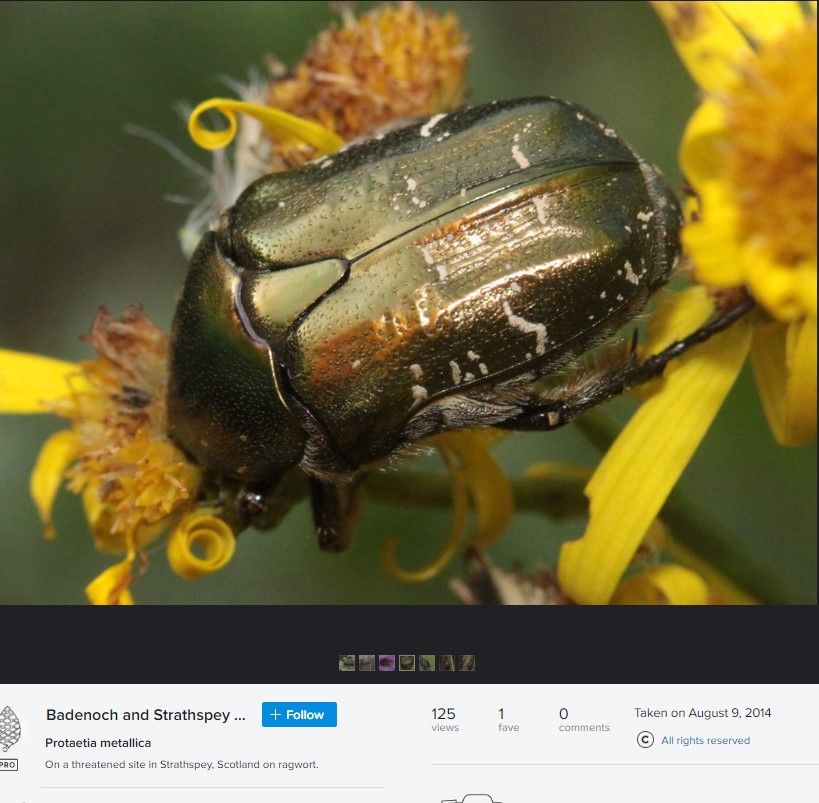 Badenoch and Strathspey ...
+ Follow
Protaetia metallica
PRO
On a threatened site in Strathspey, Scotland on ragwort.
125
views
1
fave
0
comments
Taken on August 9, 2014
C All rights reserved